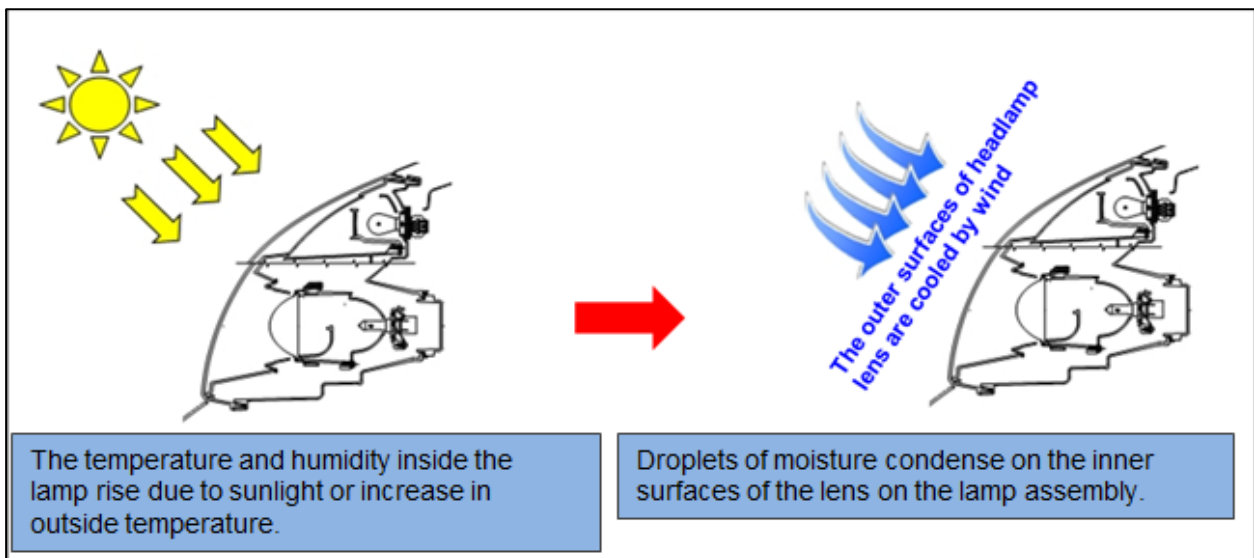 The outer surfaces of headlamp
lens are cooled by wind
The temperature and humidity inside the
lamp rise due to sunlight or increase in
outside temperature.
Droplets of moisture condense on the inner
surfaces of the lens on the lamp assembly.